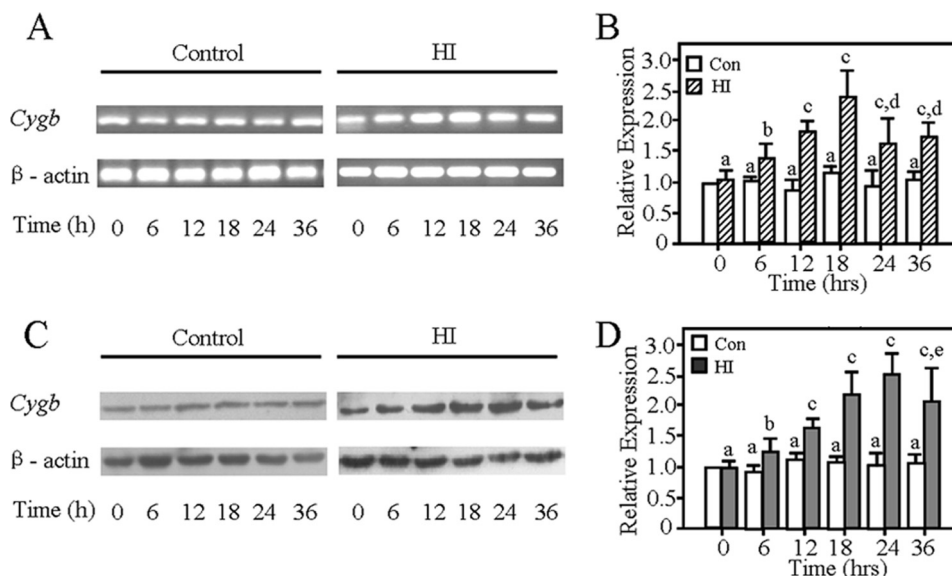 A
Control
HI
Cygb
β - actin
Time (h) 0 6 12 18 24 36 0 6 12 18 24 36
B
Con
HI
Relative Expression
3.0
2.5
2.0
1.5
1.0
0.5
0
a a b a c a c a c,d a c,d
0 6 12 18 24 36
Time (hrs)
C
Control
HI
Cygb
β - actin
Time (h) 0 6 12 18 24 36 0 6 12 18 24 36
D
Con
HI
Relative Expression
3.0
2.5
2.0
1.5
1.0
0.5
0
a a b a c a c a c a c,e
0 6 12 18 24 36
Time (hrs)